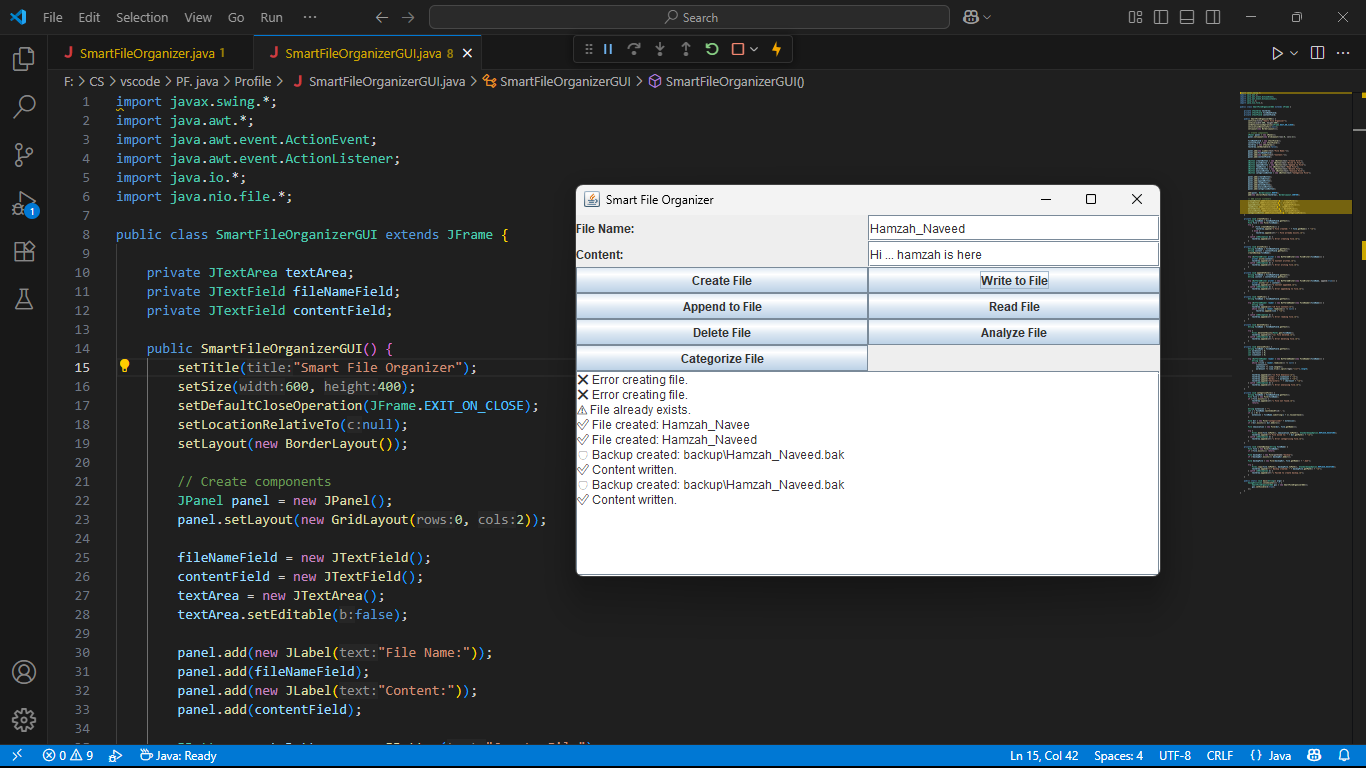 File Edit Selection View Go Run ··· Search
SmartFileOrganizer.java 1 SmartFileOrganizerGUI.java 8
F: > CS > vscode > PF. java > Profile > SmartFileOrganizerGUI.java > SmartFileOrganizerGUI > SmartFileOrganizerGUI()
1 import javax.swing.*;
2 import java.awt.*;
3 import java.awt.event.ActionEvent;
4 import java.awt.event.ActionListener;
5 import java.io.*;
6 import java.nio.file.*;
7
8 public class SmartFileOrganizerGUI extends JFrame {
9
10 private JTextArea textArea;
11 private JTextField fileNameField;
12 private JTextField contentField;
13
14 public SmartFileOrganizerGUI() {
15 setTitle(title:"Smart File Organizer");
16 setSize(width:600, height:400);
17 setDefaultCloseOperation(JFrame.EXIT_ON_CLOSE);
18 setLocationRelativeTo(c:null);
19 setLayout(new BorderLayout());
20
21 // Create components
22 JPanel panel = new JPanel();
23 panel.setLayout(new GridLayout(rows:0, cols:2));
24
25 fileNameField = new JTextField();
26 contentField = new JTextField();
27 textArea = new JTextArea();
28 textArea.setEditable(b:false);
29
30 panel.add(new JLabel(text:"File Name:"));
31 panel.add(fileNameField);
32 panel.add(new JLabel(text:"Content:"));
33 panel.add(contentField);
34
Smart File Organizer
File Name: Hamzah_Naveed
Content: Hi ... hamzah is here
Create File Write to File
Append to File Read File
Delete File Analyze File
Categorize File
❌ Error creating file.
❌ Error creating file.
⚠ File already exists.
✅ File created: Hamzah_Navee
✅ File created: Hamzah_Naveed
Backup created: backup\Hamzah_Naveed.bak
✅ Content written.
Backup created: backup\Hamzah_Naveed.bak
✅ Content written.
1
0 9 Java: Ready Ln 15, Col 42 Spaces: 4 UTF-8 CRLF {} Java